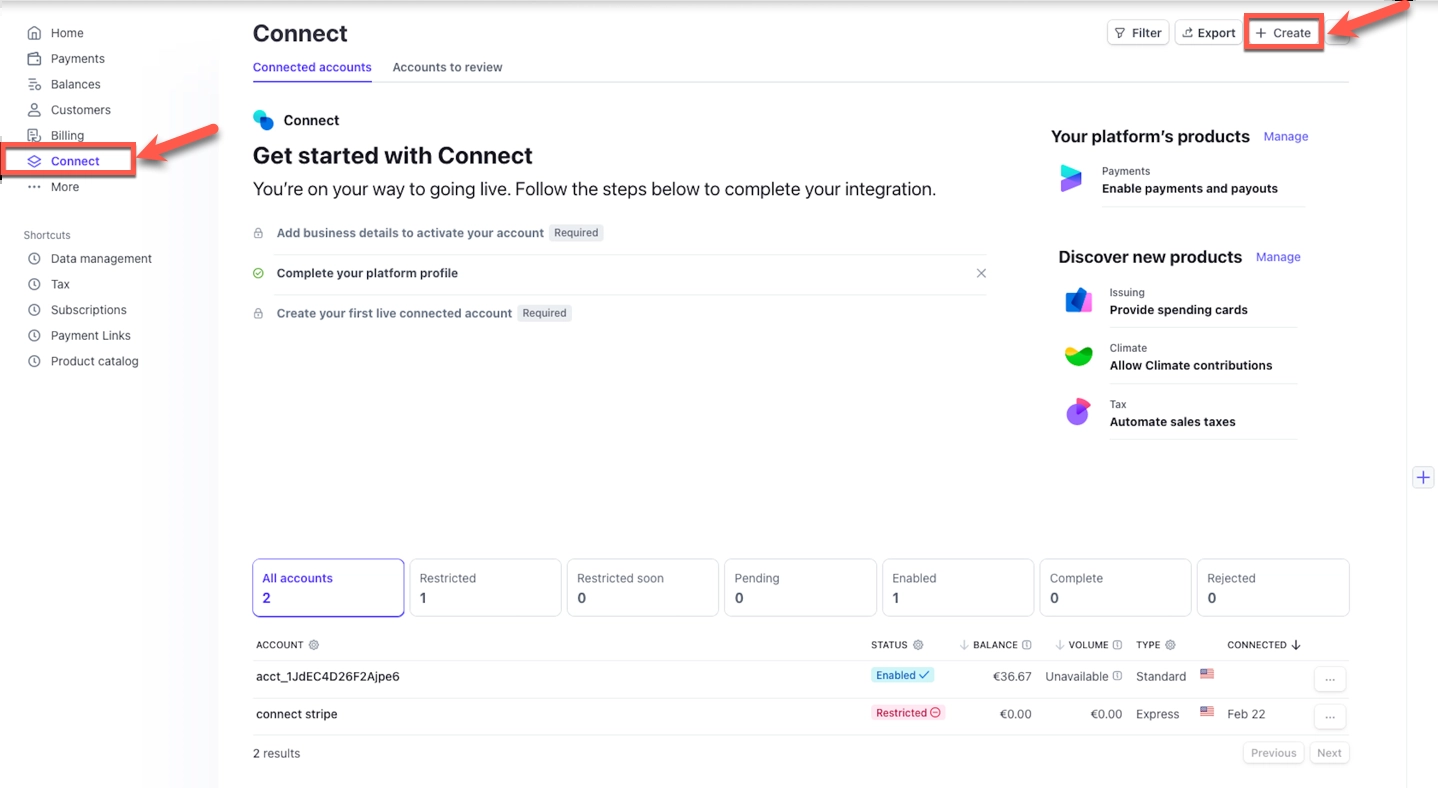 Home
Payments
Balances
Customers
Billing
Connect
More
Shortcuts
Data management
Tax
Subscriptions
Payment Links
Product catalog
Connect
Filter
Export
Create
Connected accounts
Accounts to review
Connect
Get started with Connect
You’re on your way to going live. Follow the steps below to complete your integration.
Add business details to activate your account Required
Complete your platform profile
Create your first live connected account Required
Your platform’s products Manage
Payments
Enable payments and payouts
Discover new products Manage
Issuing
Provide spending cards
Climate
Allow Climate contributions
Tax
Automate sales taxes
All accounts
2
Restricted
1
Restricted soon
0
Pending
0
Enabled
1
Complete
0
Rejected
0
ACCOUNT STATUS BALANCE VOLUME TYPE CONNECTED
acct_1JdEC4D26F2Ajpe6 Enabled €36.67 Unavailable Standard
connect stripe Restricted €0.00 €0.00 Express Feb 22
2 results
Previous Next